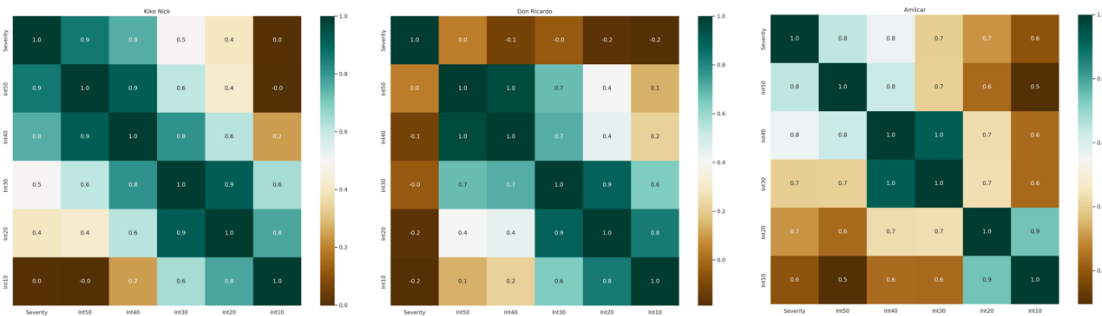 Kiko Nick
Severity 1.0 0.9 0.8 0.5 0.4 0.0
Int50 0.9 1.0 0.9 0.6 0.4 -0.0
Int40 0.8 0.9 1.0 0.8 0.6 0.2
Int30 0.5 0.6 0.8 1.0 0.9 0.6
Int20 0.4 0.4 0.6 0.9 1.0 0.8
Int10 0.0 -0.0 0.2 0.6 0.8 1.0
Severity Int50 Int40 Int30 Int20 Int10
1.0
0.8
0.6
0.4
0.2
0.0
Don Ricardo
Severity 1.0 0.0 -0.1 -0.0 -0.2 -0.2
Int50 0.0 1.0 1.0 0.7 0.4 0.1
Int40 -0.1 1.0 1.0 0.7 0.4 0.2
Int30 -0.0 0.7 0.7 1.0 0.9 0.6
Int20 -0.2 0.4 0.4 0.9 1.0 0.8
Int10 -0.2 0.1 0.2 0.6 0.8 1.0
Severity Int50 Int40 Int30 Int20 Int10
1.0
0.8
0.6
0.4
0.2
0.0
Amilcar
Severity 1.0 0.8 0.8 0.7 0.7 0.6
Int50 0.8 1.0 0.8 0.7 0.6 0.5
Int40 0.8 0.8 1.0 1.0 0.7 0.6
Int30 0.7 0.7 1.0 1.0 0.7 0.6
Int20 0.7 0.6 0.7 0.7 1.0 0.9
Int10 0.6 0.5 0.6 0.6 0.9 1.0
Severity Int50 Int40 Int30 Int20 Int10